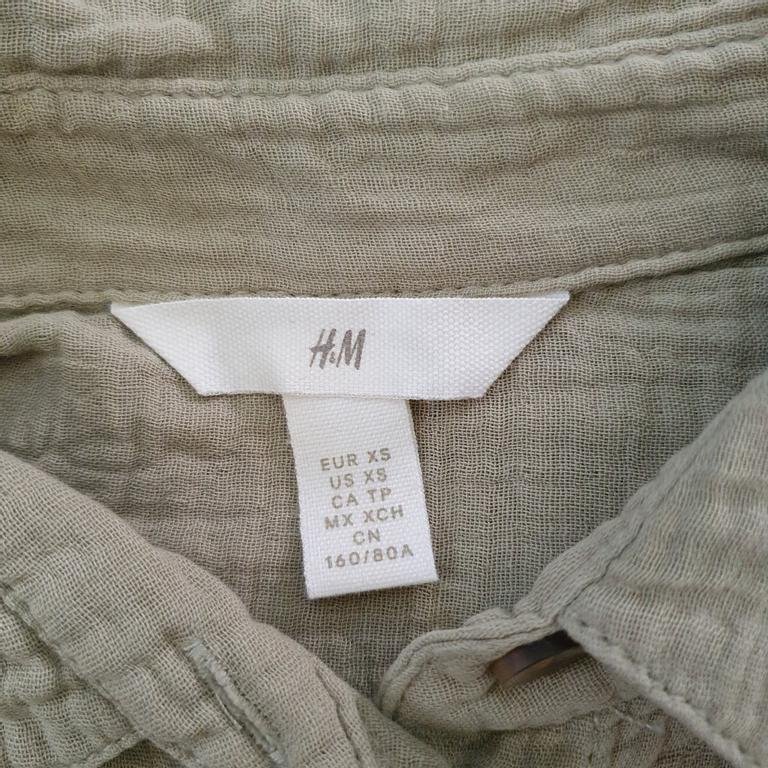 H&M
EUR XS
US XS
CA TP
MX XCH
CN
160/80A